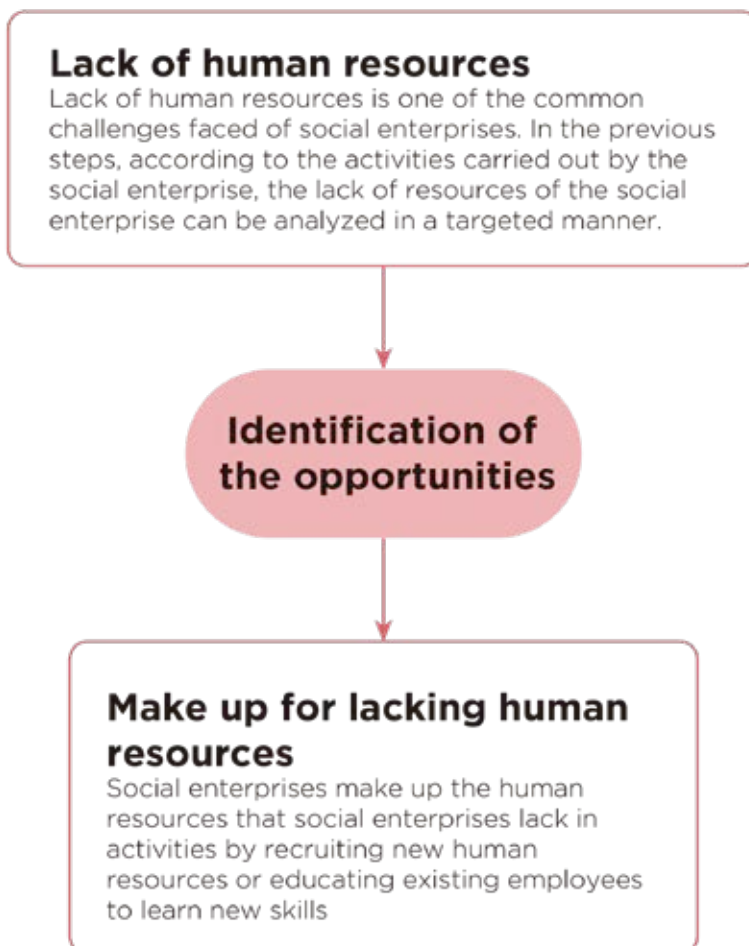 Lack of human resources
Lack of human resources is one of the common
challenges faced of social enterprises. In the previous
steps, according to the activities carried out by the
social enterprise, the lack of resources of the social
enterprise can be analyzed in a targeted manner.
Identification of
the opportunities
Make up for lacking human
resources
Social enterprises make up the human
resources that social enterprises lack in
activities by recruiting new human
resources or educating existing employees
to learn new skills